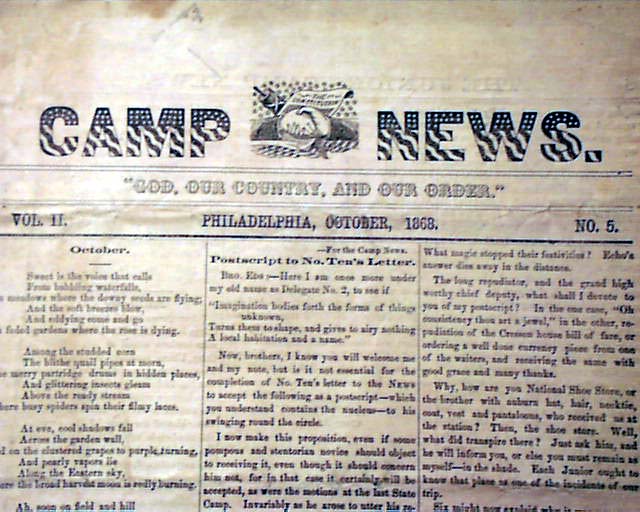 CAMP NEWS.
THE CONSTITUTION
"GOD, OUR COUNTRY, AND OUR ORDER."
VOL. II. PHILADELPHIA, OCTOBER, 1868. NO. 5.
October.
Sweet is the voice that calls
From babbling waterfalls,
meadows where the downy seeds are flying;
And the soft breezes blow,
And eddying come and go
faded gardens where the rose is dying.
Among the studded corn
The blithe quail pipes at morn,
merry partridge drums in hidden places,
And glittering insects gleam
Above the ready stream
where busy spiders spin their filmy laces.
At eve, cool shadows fall
Across the garden wall,
on the clustered grapes to purple turning,
And pearly vapors lie
Along the Eastern sky,
the broad harvest moon is redly burning.
Ah, soon on field and hill
—For the Camp News.
Postscript to No. Ten's Letter.
BRO. EDS:—Here I am once more under
my old name as Delegate No. 2, to see if
"Imagination bodies forth the forms of things
unknown,
Turns them to shape, and gives to airy nothing
A local habitation and a name."
Now, brothers, I know you will welcome me
and my note, but is it not essential for the
completion of No. Ten's letter to the NEWS
to accept the following as a postscript—which
you understand contains the nucleus—to his
swinging round the circle.
I now make this proposition, even if some
pompous and stentorian novice should object
to receiving it, even though it should concern
him not, for in that case it certainly will be
accepted, as were the motions at the last State
Camp. Invariably as he arose to utter his re-
What magic stopped their festivities? Echo's
answer dies away in the distance.
The long repudiator, and the grand high
worthy chief deputy, what shall I devote to
you of my postscript? In the one case, "Oh
consistency thou art a jewel," in the other, re-
pudiation of the Cresson house bill of fare, or
ordering a well done currency piece from one
of the waiters, and receiving the same with
good grace and many thanks.
Why, how are you National Shoe Store, or
the brother with auburn hat, hair, necktie,
coat, vest and pantaloons, who received us at
the station? Then, the shoe store. Well,
what did transpire there? Just ask him, and
he will inform you, or else you must remain as
myself—in the shade. Each Junior ought to
know that place as one of the incidents of our
trip.
Six might now explain who is